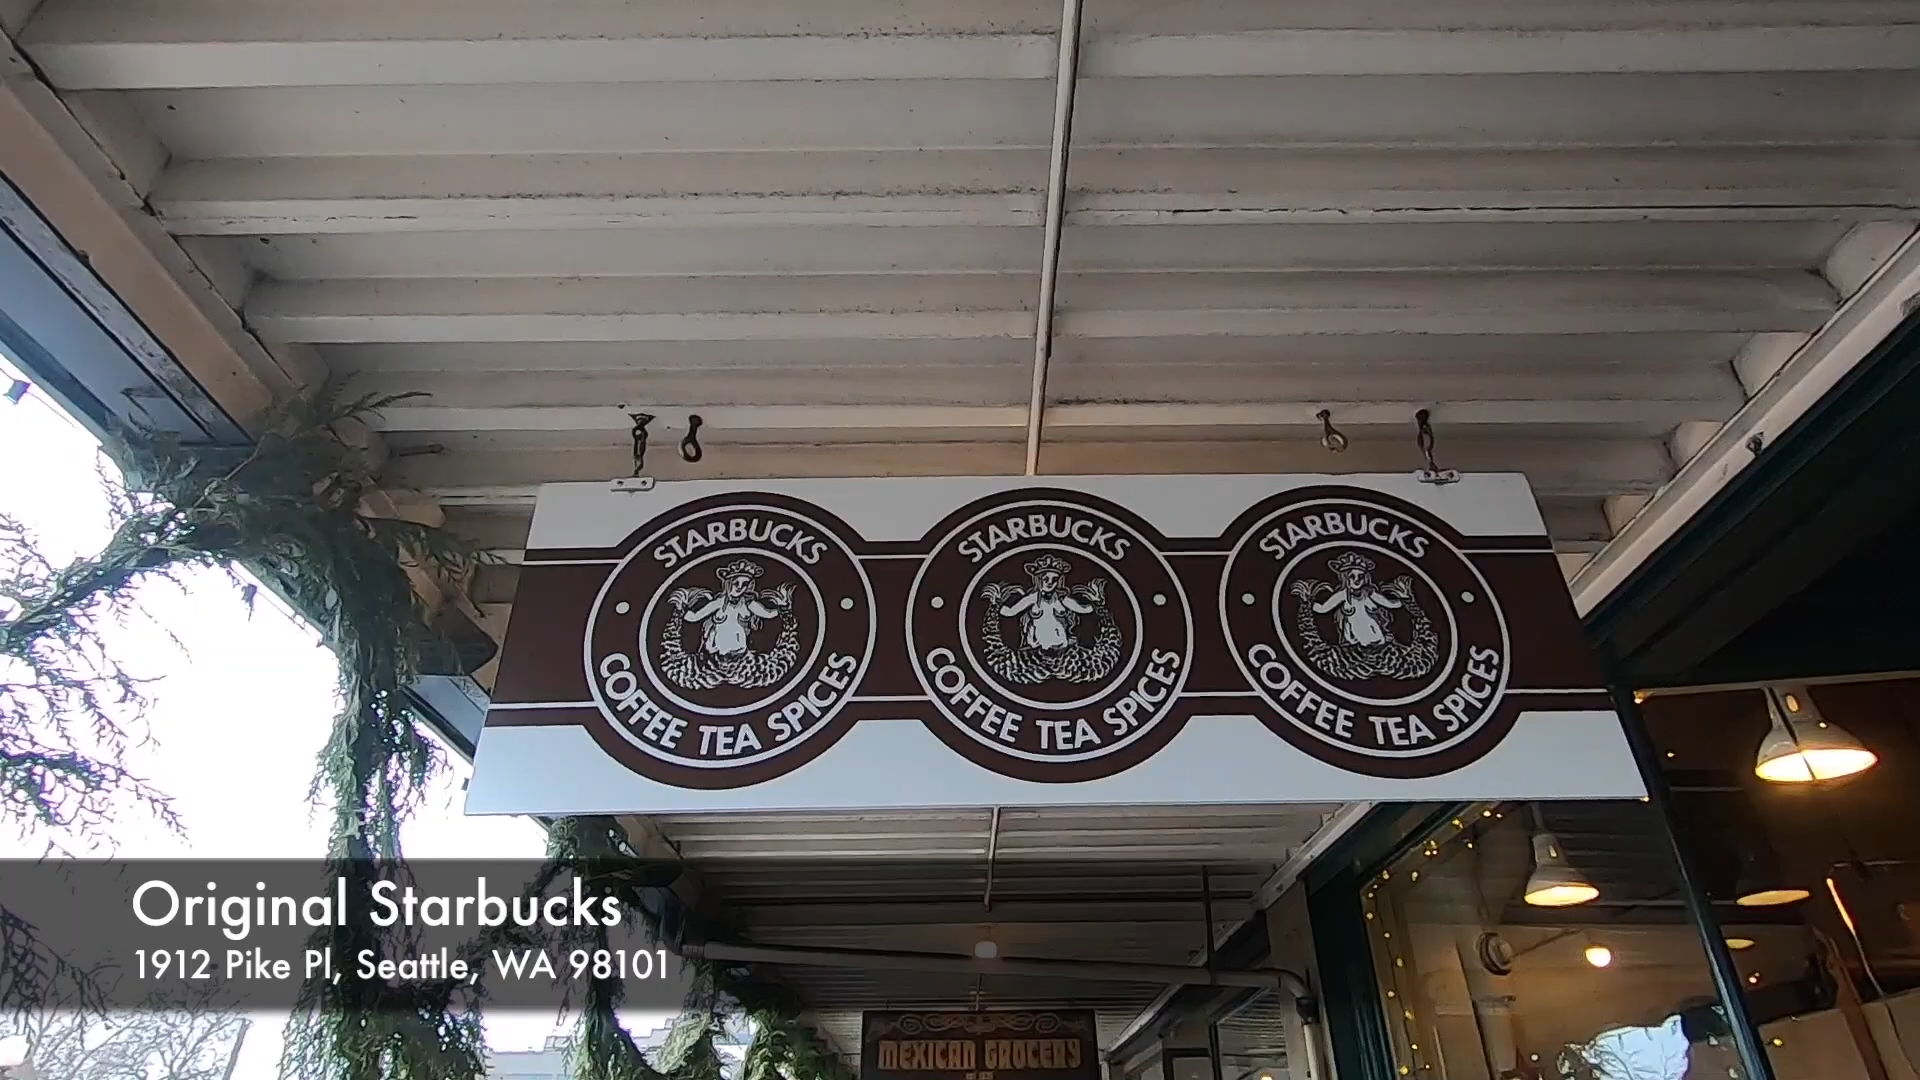 STARBUCKS
COFFEE TEA SPICES
STARBUCKS
COFFEE TEA SPICES
STARBUCKS
COFFEE TEA SPICES
Original Starbucks
1912 Pike Pl, Seattle, WA 98101
MEXICAN GROCERY